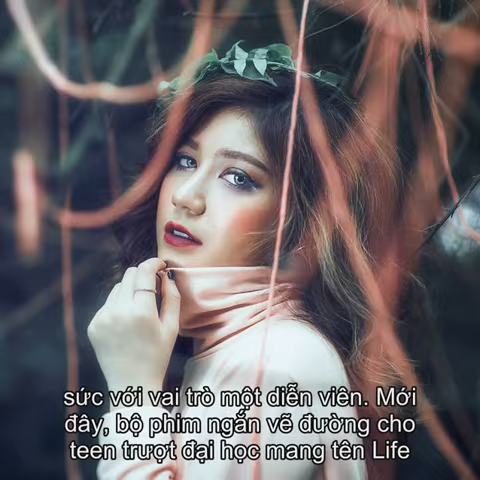 sức với vai trò một diễn viên. Mới
đây, bộ phim ngắn vẽ đường cho
teen trượt đại học mang tên Life